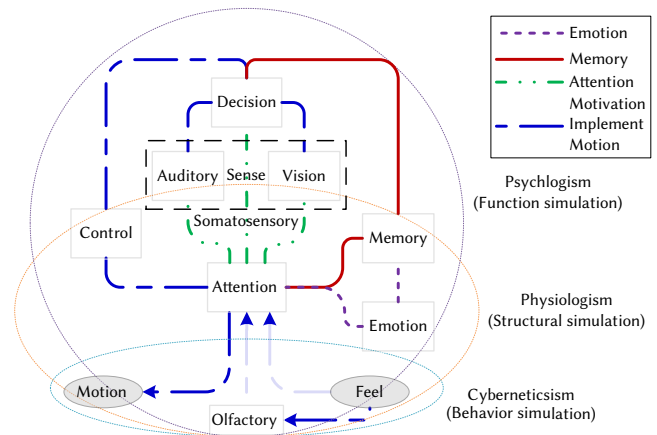 Emotion
Memory
Attention
Motivation
Implement
Motion
Decision
Auditory
Sense
Vision
Somatosensory
Psychlogism
(Function simulation)
Control
Memory
Attention
Emotion
Physiologism
(Structural simulation)
Motion
Feel
Olfactory
Cyberneticism
(Behavior simulation)